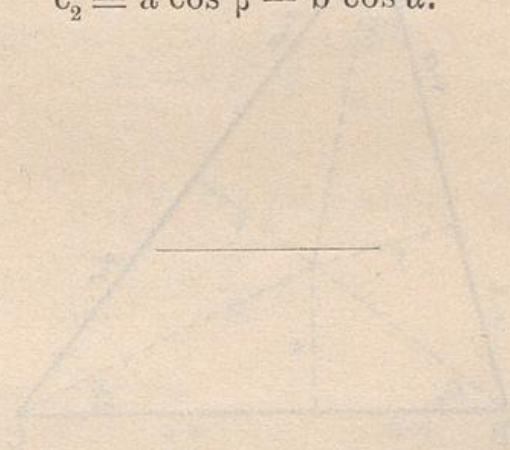 c₂ = a cos β — b cos α.